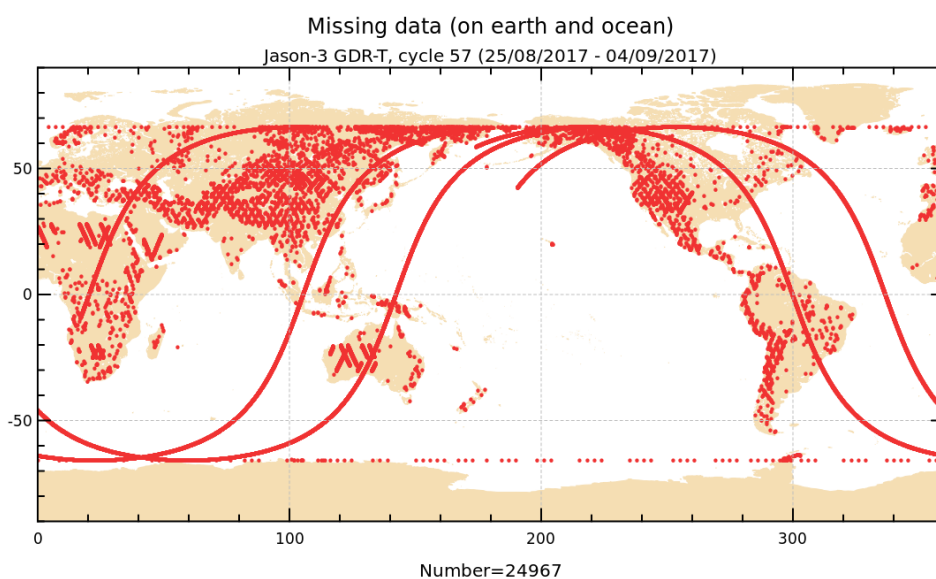 Missing data (on earth and ocean)
Jason-3 GDR-T, cycle 57 (25/08/2017 - 04/09/2017)
50
0
-50
0 100 200 300
Number=24967